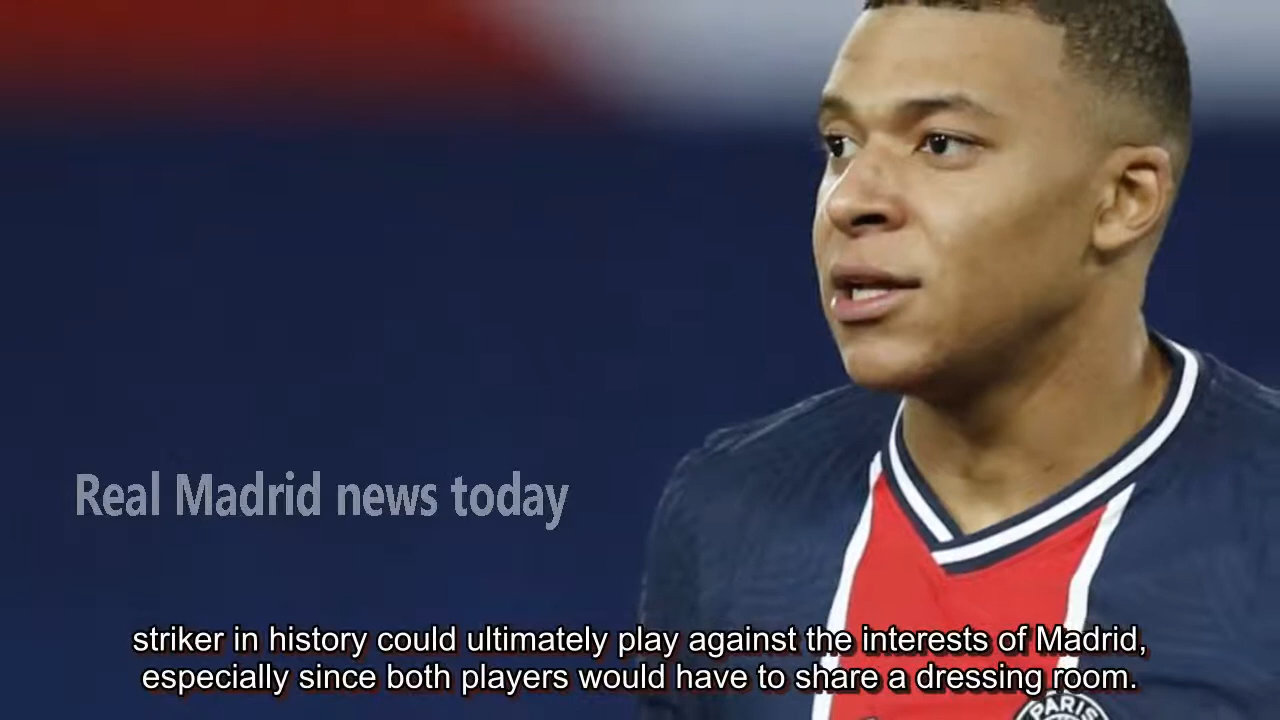 Real Madrid news today
striker in history could ultimately play against the interests of Madrid,
especially since both players would have to share a dressing room.
PARIS